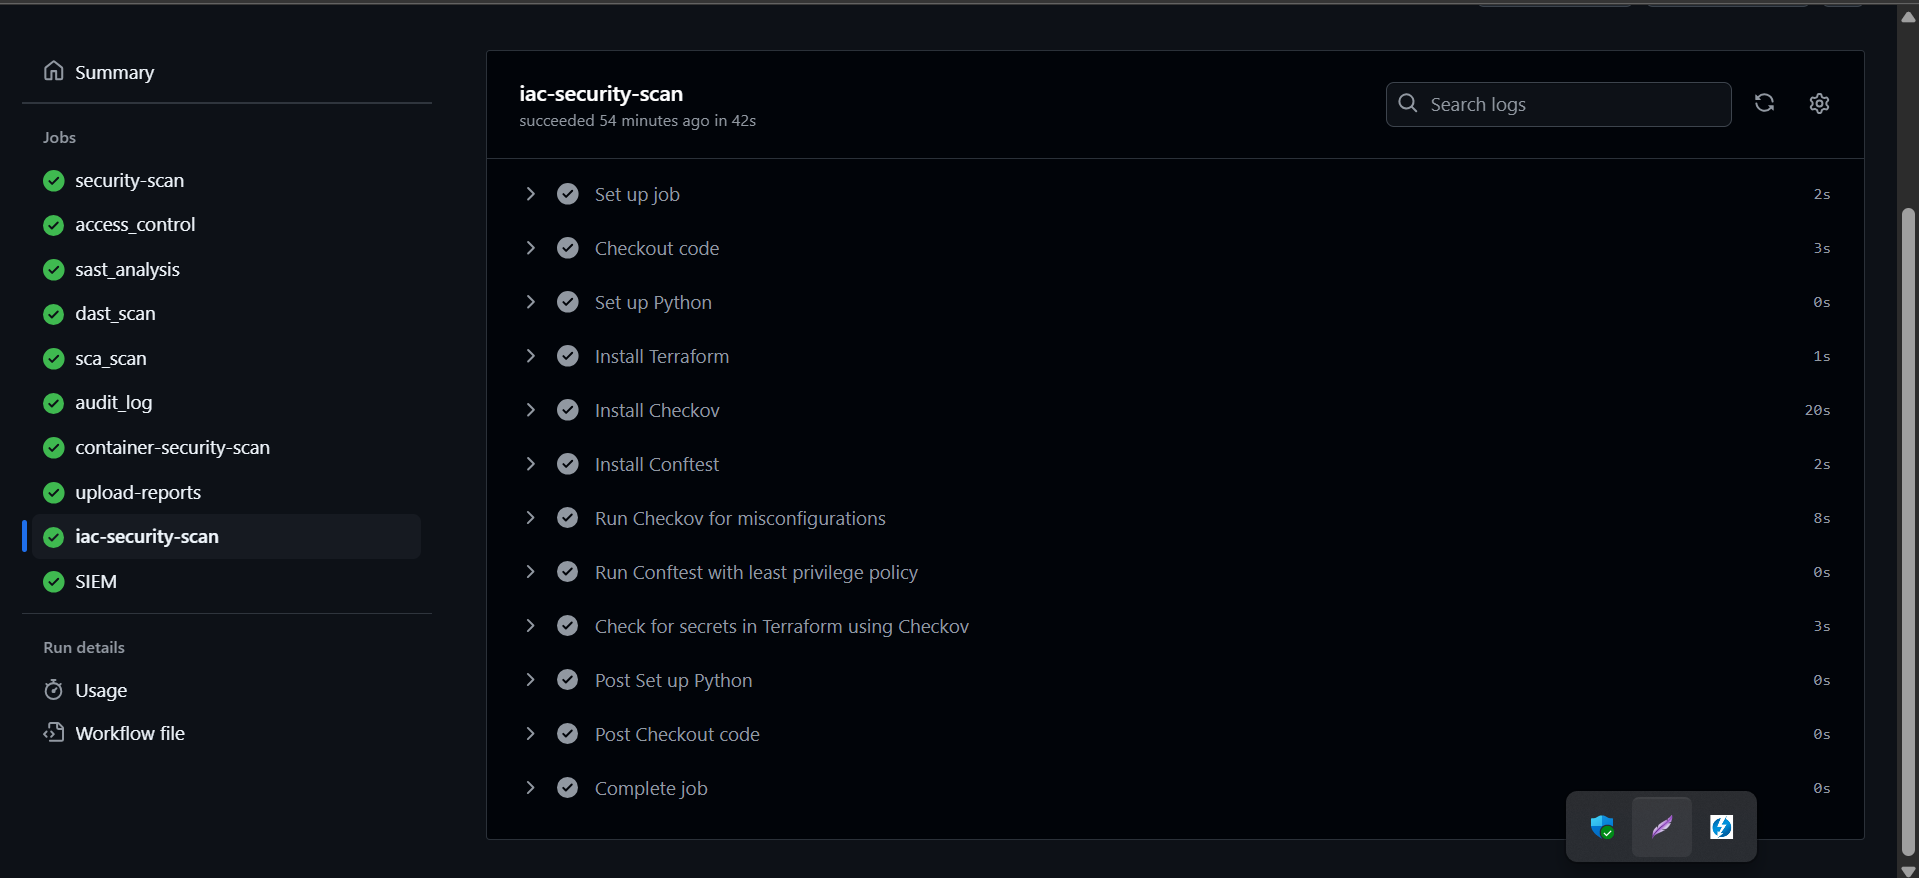 Summary
Jobs
security-scan
access_control
sast_analysis
dast_scan
sca_scan
audit_log
container-security-scan
upload-reports
iac-security-scan
SIEM
Run details
Usage
Workflow file
iac-security-scan
succeeded 54 minutes ago in 42s
Search logs
Set up job 2s
Checkout code 3s
Set up Python 0s
Install Terraform 1s
Install Checkov 20s
Install Conftest 2s
Run Checkov for misconfigurations 8s
Run Conftest with least privilege policy 0s
Check for secrets in Terraform using Checkov 3s
Post Set up Python 0s
Post Checkout code 0s
Complete job 0s